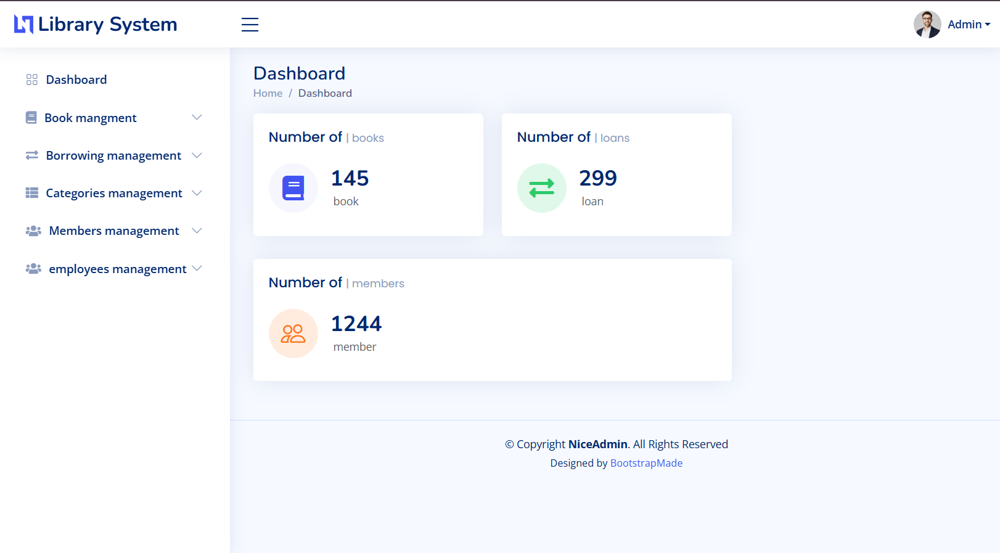 Library System
Admin
Dashboard
Book mangment
Borrowing management
Categories management
Members management
employees management
Dashboard
Home / Dashboard
Number of | books
145
book
Number of | loans
299
loan
Number of | members
1244
member
© Copyright NiceAdmin. All Rights Reserved
Designed by BootstrapMade